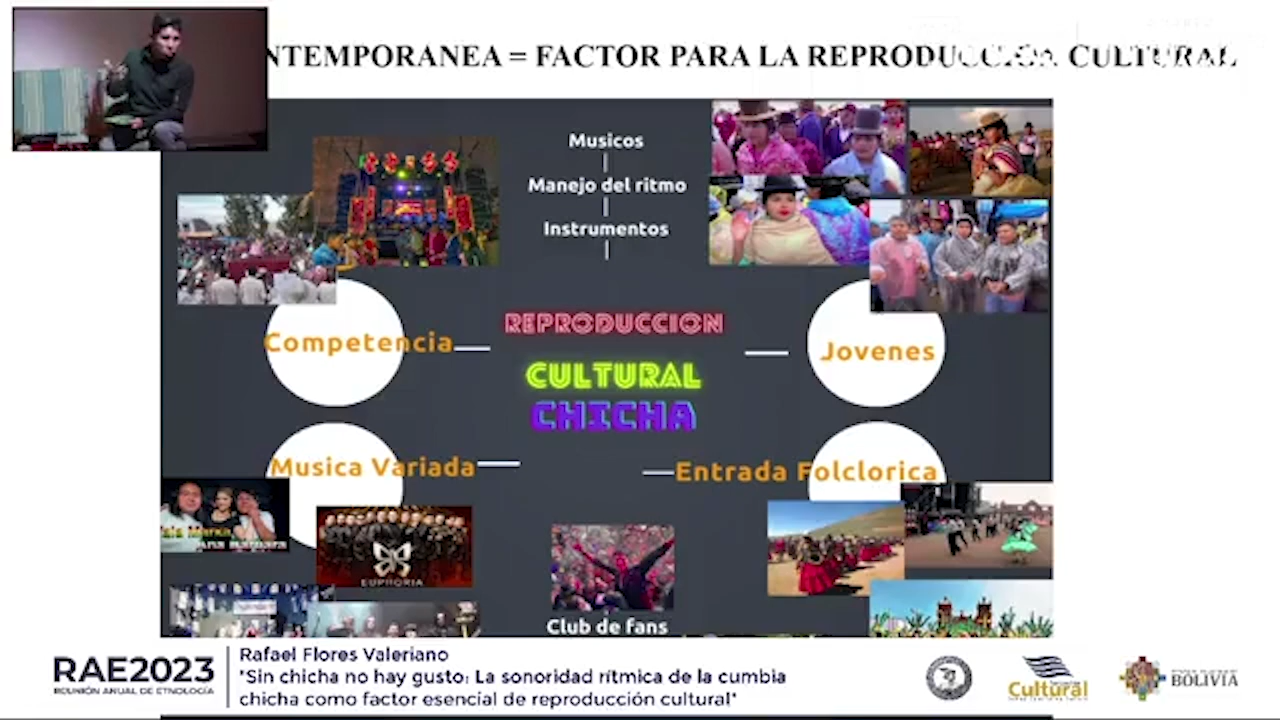 NTEMPORANEA = FACTOR PARA LA REPRODUCCIÓN CULTURAL
Musicos
Manejo del ritmo
Instrumentos
Competencia
REPRODUCCION
CULTURAL
CHICHA
Jovenes
Musica Variada
Entrada Folclorica
EUPHORIA
Club de fans
RAE2023
REUNIÓN ANUAL DE ETNOLOGÍA
Rafael Flores Valeriano
"Sin chicha no hay gusto: La sonoridad rítmica de la cumbia
chicha como factor esencial de reproducción cultural"
Cultural
BOLIVIA